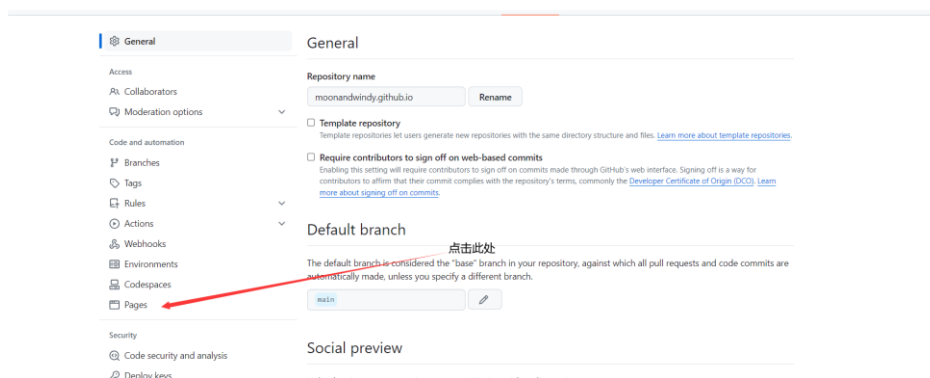 General
Access
Collaborators
Moderation options
Code and automation
Branches
Tags
Rules
Actions
Webhooks
Environments
Codespaces
Pages
Security
Code security and analysis
Deploy keys
General
Repository name
moonandwindy.github.io
Rename
Template repository
Template repositories let users generate new repositories with the same directory structure and files. Learn more about template repositories.
Require contributors to sign off on web-based commits
Enabling this setting will require contributors to sign off on commits made through GitHub's web interface. Signing off is a way for
contributors to affirm that their commit complies with the repository's terms, commonly the Developer Certificate of Origin (DCO). Learn
more about signing off on commits.
Default branch
点击此处
The default branch is considered the "base" branch in your repository, against which all pull requests and code commits are
automatically made, unless you specify a different branch.
main
Social preview